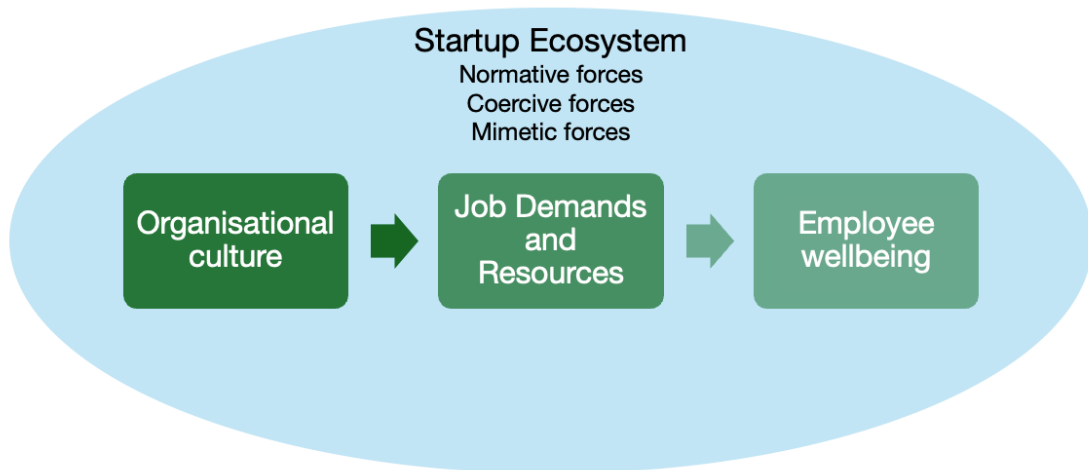 Startup Ecosystem
Normative forces
Coercive forces
Mimetic forces
Organisational
culture
Job Demands
and
Resources
Employee
wellbeing